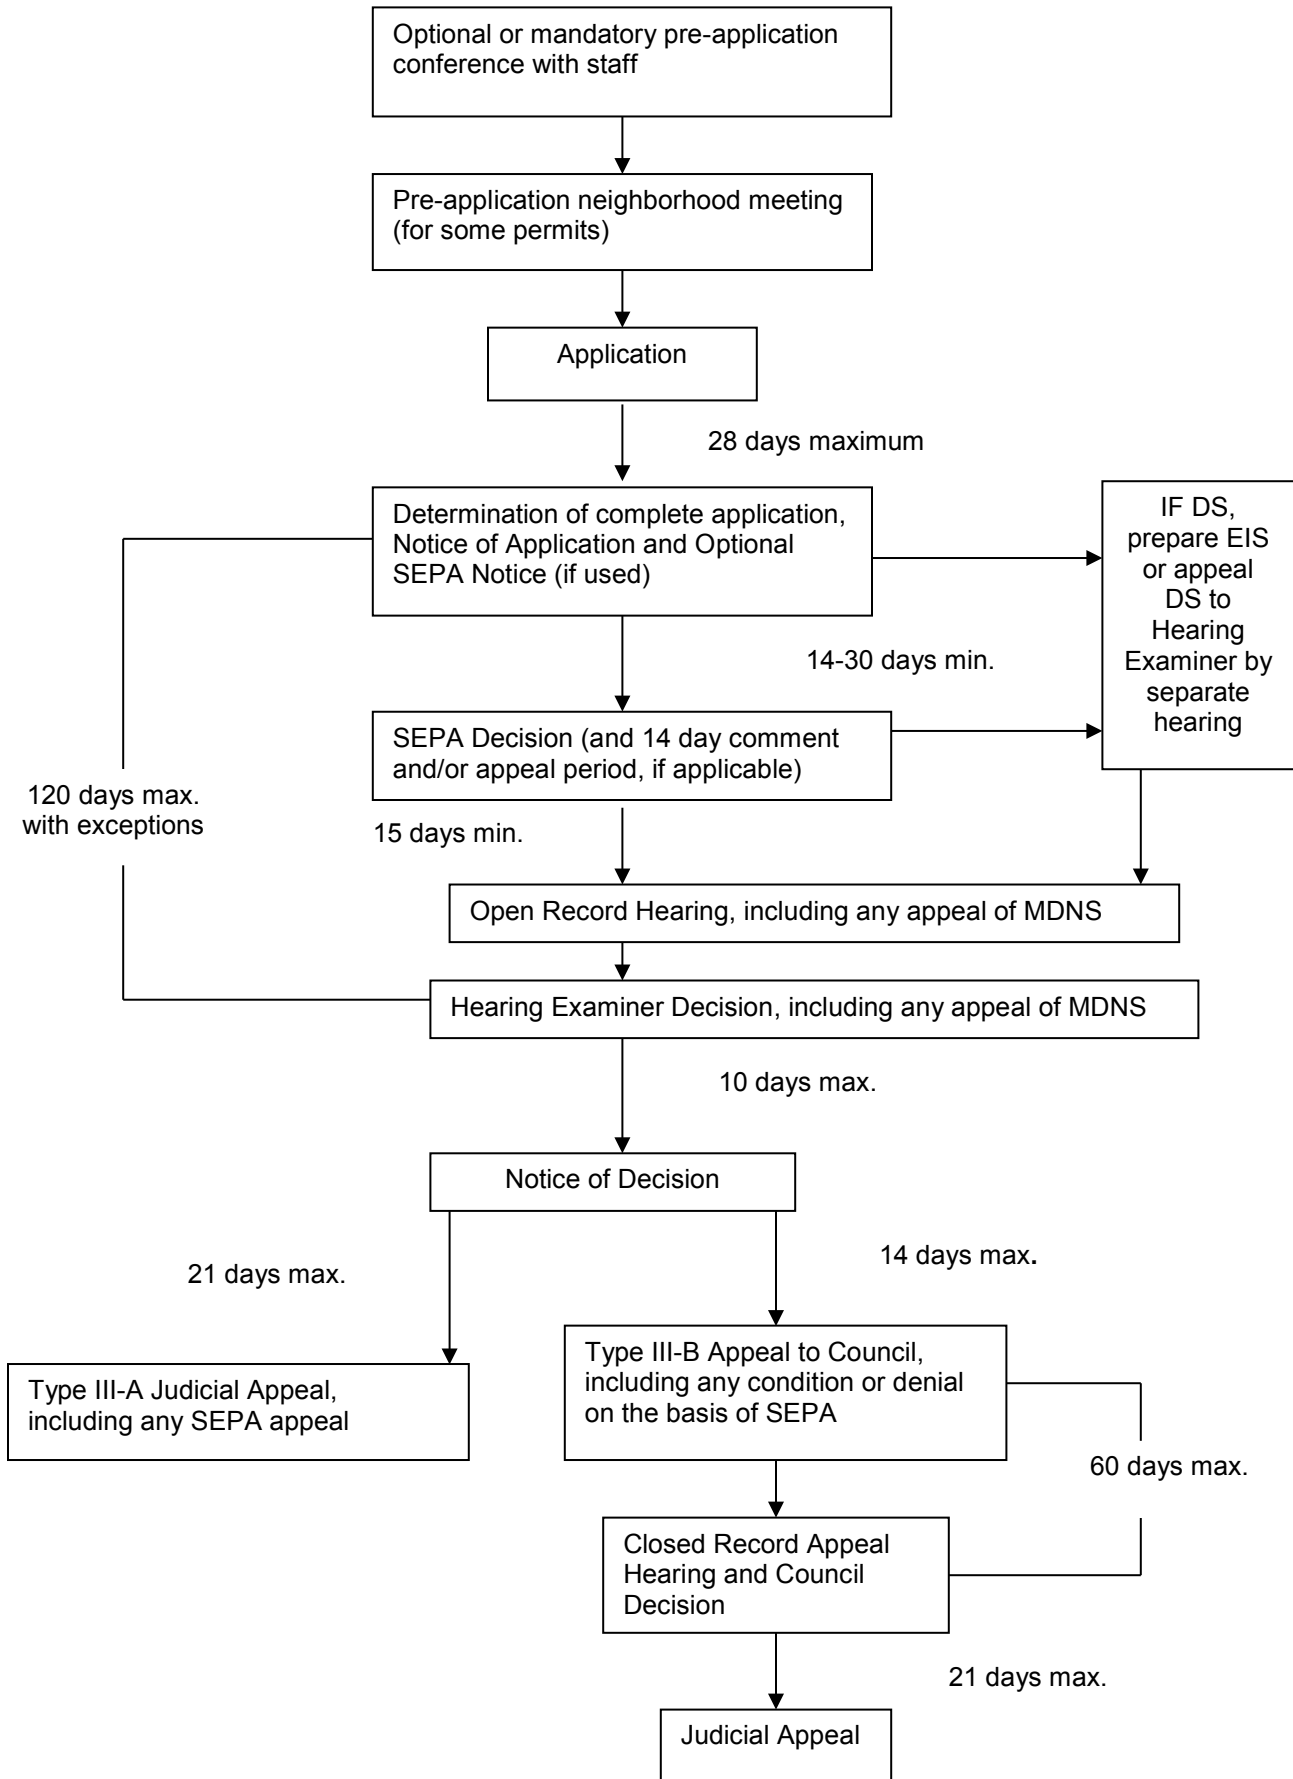 Optional or mandatory pre-application
conference with staff
Pre-application neighborhood meeting
(for some permits)
Application
28 days maximum
Determination of complete application,
Notice of Application and Optional
SEPA Notice (if used)
IF DS,
prepare EIS
or appeal
DS to
Hearing
Examiner by
separate
hearing
14-30 days min.
SEPA Decision (and 14 day comment
and/or appeal period, if applicable)
120 days max.
with exceptions
15 days min.
Open Record Hearing, including any appeal of MDNS
Hearing Examiner Decision, including any appeal of MDNS
10 days max.
Notice of Decision
21 days max.
14 days max.
Type III-A Judicial Appeal,
including any SEPA appeal
Type III-B Appeal to Council,
including any condition or denial
on the basis of SEPA
60 days max.
Closed Record Appeal
Hearing and Council
Decision
21 days max.
Judicial Appeal